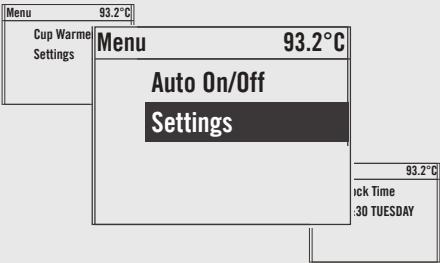 Menu 93.2°C
Cup Warme
Settings
Menu 93.2°C
Auto On/Off
Settings
93.2°C
ock Time
:30 TUESDAY